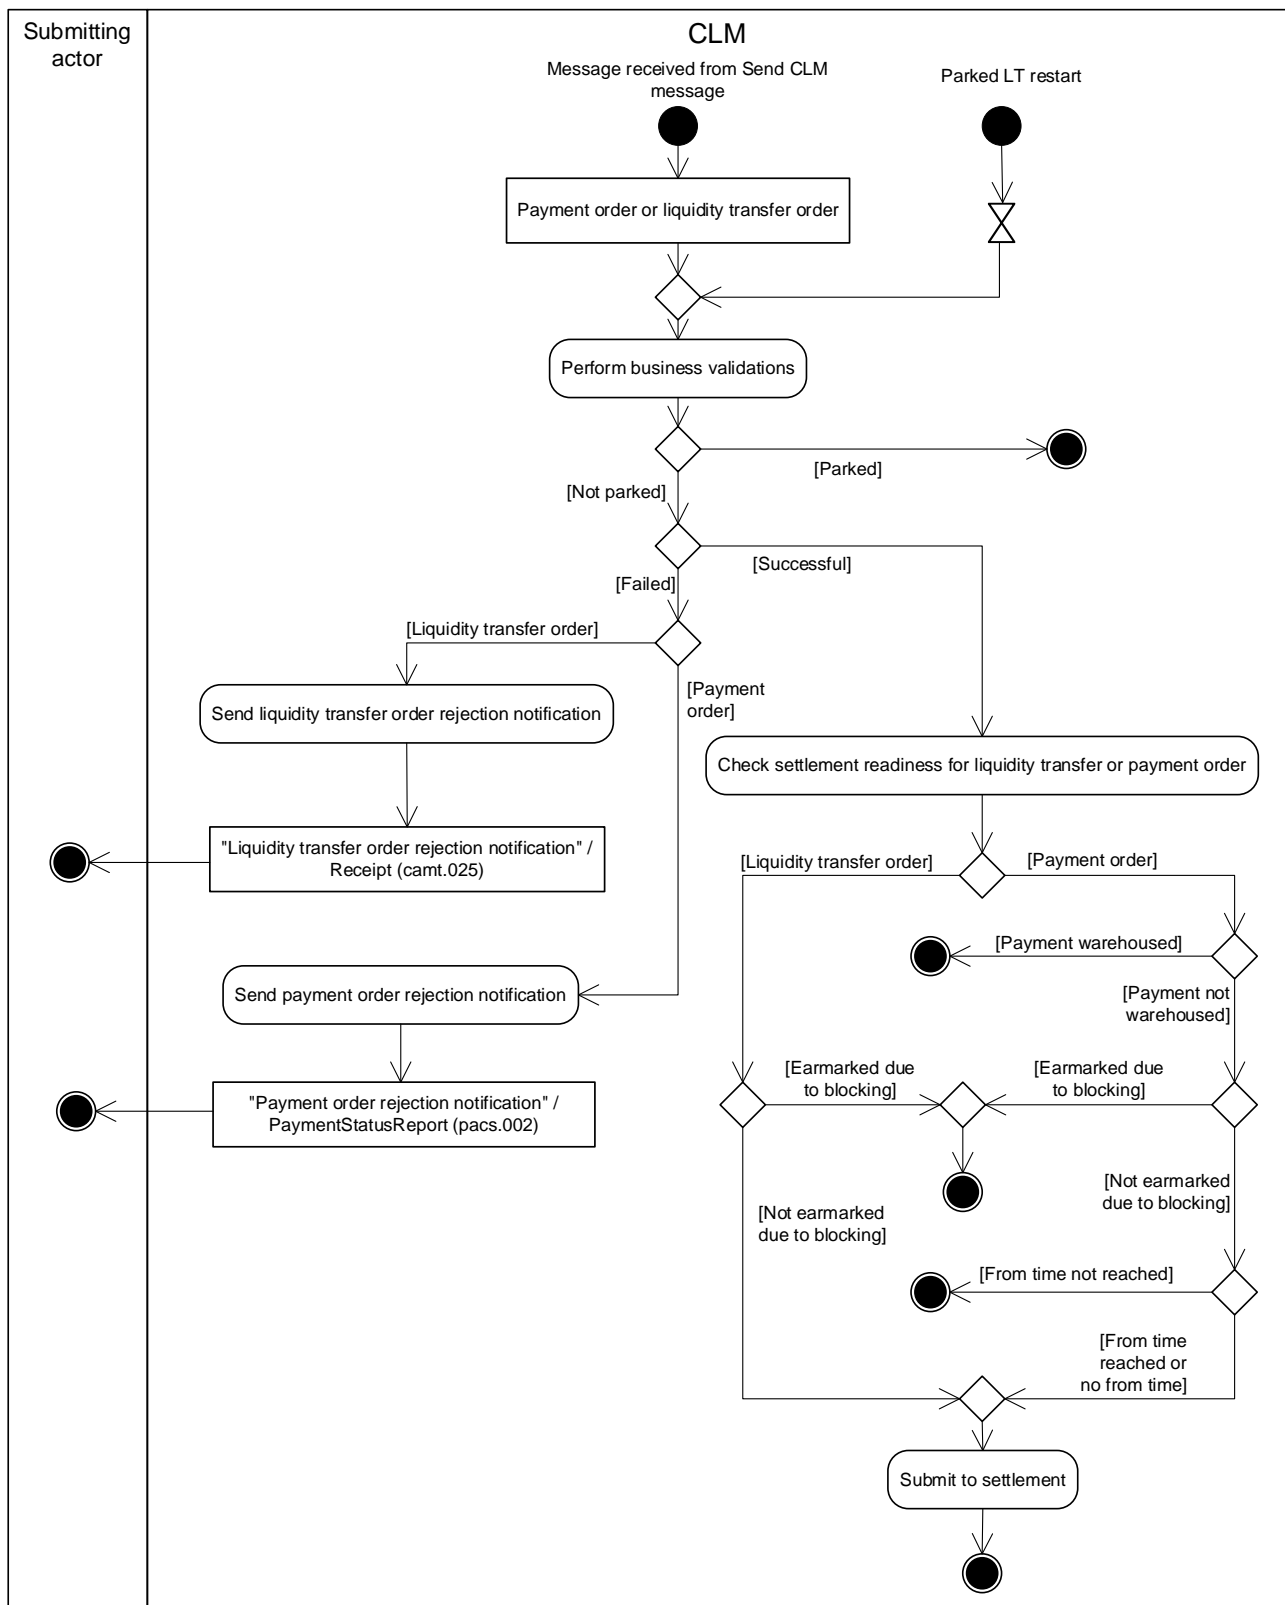 Submitting
actor
CLM
Message received from Send CLM
message
Parked LT restart
Payment order or liquidity transfer order
Perform business validations
[Parked]
[Not parked]
[Successful]
[Failed]
[Liquidity transfer order]
[Payment
order]
Send liquidity transfer order rejection notification
Check settlement readiness for liquidity transfer or payment order
"Liquidity transfer order rejection notification" /
Receipt (camt.025)
[Liquidity transfer order]
[Payment order]
[Payment warehoused]
Send payment order rejection notification
[Payment not
warehoused]
[Earmarked due
to blocking]
[Earmarked due
to blocking]
"Payment order rejection notification" /
PaymentStatusReport (pacs.002)
[Not earmarked
due to blocking]
[Not earmarked
due to blocking]
[From time not reached]
[From time
reached or
no from time]
Submit to settlement